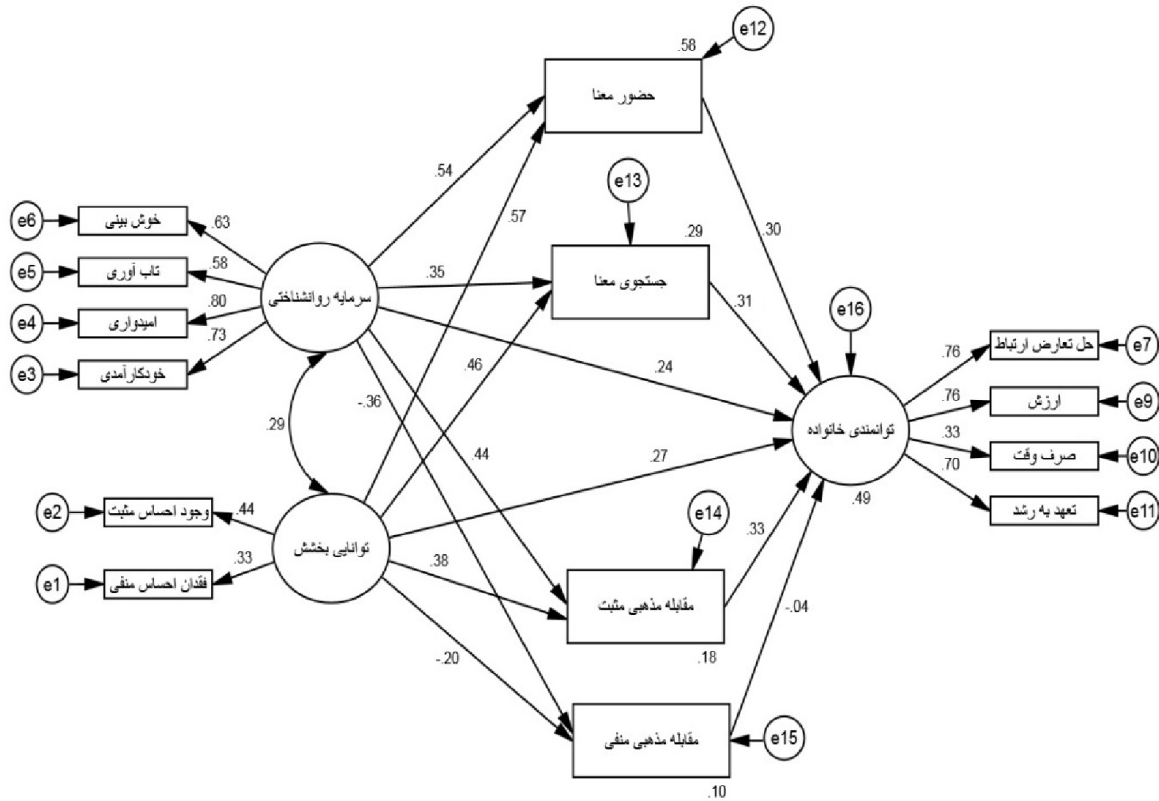 e12
.58
حضور معنا
e13
.54
.57
.30
.29
جستجوی معنا
e6
خوش بینی
.63
e5
تاب آوری
.58
e4
امیدواری
.80
e3
خودکارآمدی
.73
سرمایه روانشناختی
.35
.31
.46
.24
-.36
.44
.29
e16
توانمندی خانواده
.49
.76
حل تعارض ارتباط
e7
.76
ارزش
e9
.33
صرف وقت
e10
.70
تعهد به رشد
e11
e2
وجود احساس مثبت
.44
e1
فقدان احساس منفی
.33
توانایی بخشش
.27
.38
-.20
e14
.33
مقابله مذهبی مثبت
.18
-.04
مقابله مذهبی منفی
e15
.10